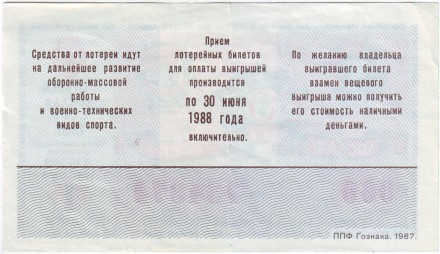 Средства от лотереи идут
на дальнейшее развитие
оборонно-массовой
работы
и военно-технических
видов спорта.
Прием
лотерейных билетов
для оплаты выигрышей
производится
по 30 июня
1988 года
включительно.
По желанию владельца
выигравшего билета
взамен вещевого
выигрыша можно получить
его стоимость наличными
деньгами.
ППФ Гознака. 1987.